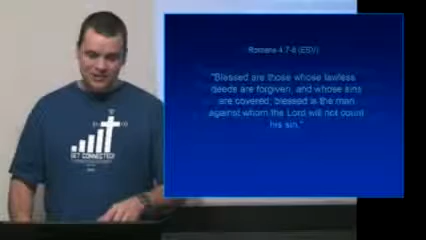 Romans 4:7-8 (ESV)
"Blessed are those whose lawless
deeds are forgiven, and whose sins
are covered; blessed is the man
against whom the Lord will not count
his sin."
GET CONNECTED!